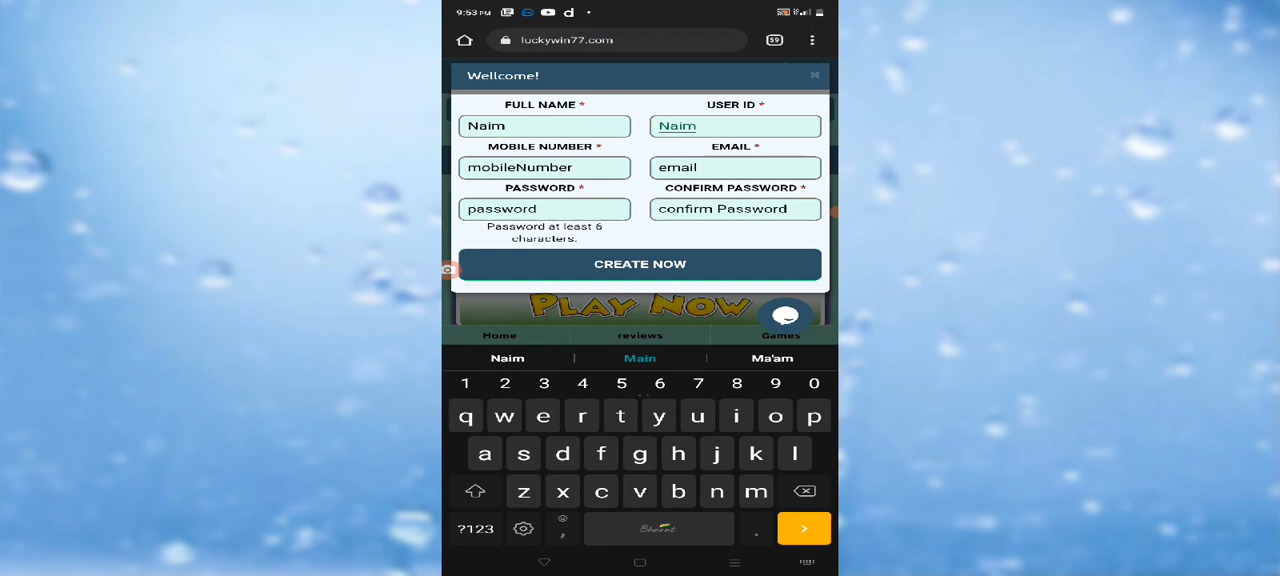 9:53 PM
luckywin77.com
59
Wellcome!
FULL NAME *
USER ID *
Naim
Naim
MOBILE NUMBER *
EMAIL *
mobileNumber
email
PASSWORD *
CONFIRM PASSWORD *
password
confirm Password
Password at least 6
characters.
CREATE NOW
PLAY NOW
Home reviews Games
Naim Main Ma'am
1 2 3 4 5 6 7 8 9 0
q w e r t y u i o p
a s d f g h j k l
z x c v b n m
?123 , Bharat . >